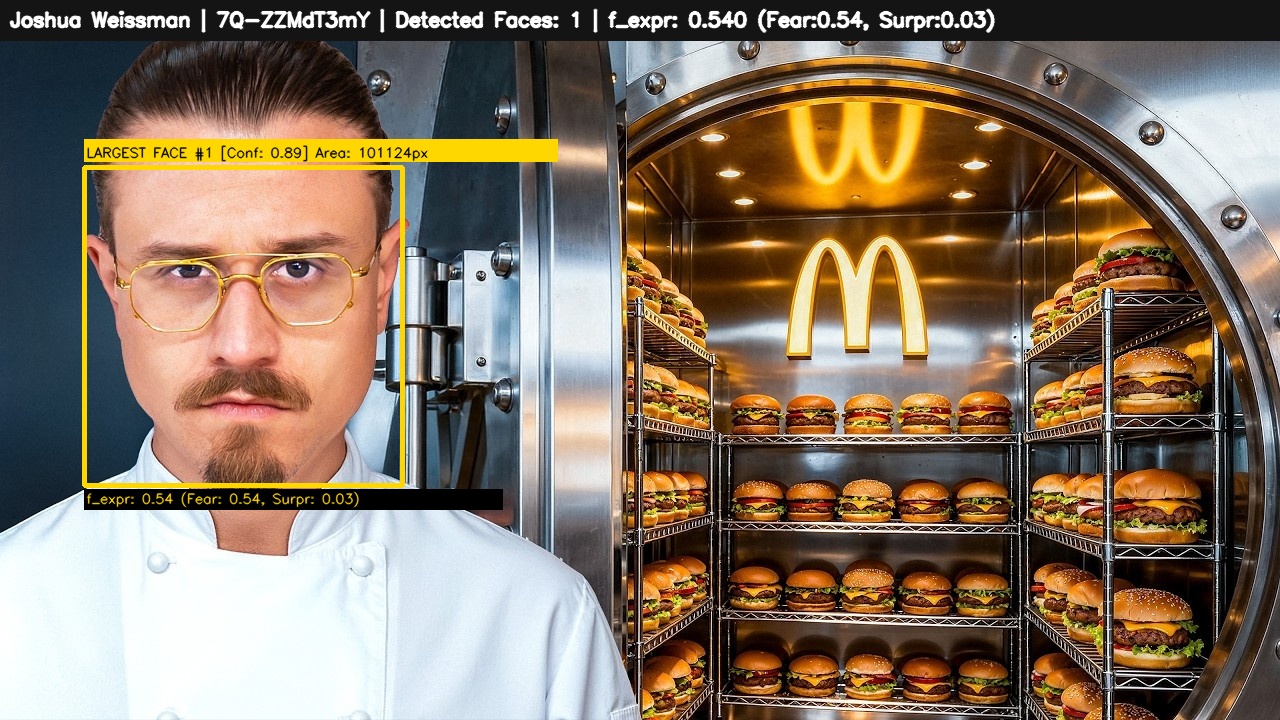 Joshua Weissman | 7Q-ZZMdT3mY | Detected Faces: 1 | f_expr: 0.540 (Fear:0.54, Surpr:0.03)
LARGEST FACE #1 [Conf: 0.89] Area: 101124px
f_expr: 0.54 (Fear: 0.54, Surpr: 0.03)